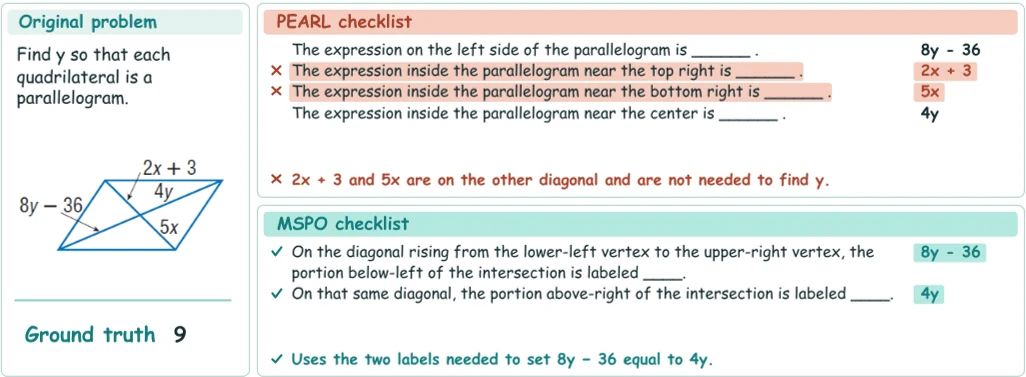 Original problem
Find y so that each
quadrilateral is a
parallelogram.
2x + 3
4y
8y − 36
5x
Ground truth 9
PEARL checklist
The expression on the left side of the parallelogram is ______ . 8y - 36
× The expression inside the parallelogram near the top right is ______ . 2x + 3
× The expression inside the parallelogram near the bottom right is ______ . 5x
The expression inside the parallelogram near the center is ______ . 4y
× 2x + 3 and 5x are on the other diagonal and are not needed to find y.
MSPO checklist
✓ On the diagonal rising from the lower-left vertex to the upper-right vertex, the 8y - 36
portion below-left of the intersection is labeled ____.
✓ On that same diagonal, the portion above-right of the intersection is labeled ____. 4y
✓ Uses the two labels needed to set 8y − 36 equal to 4y.